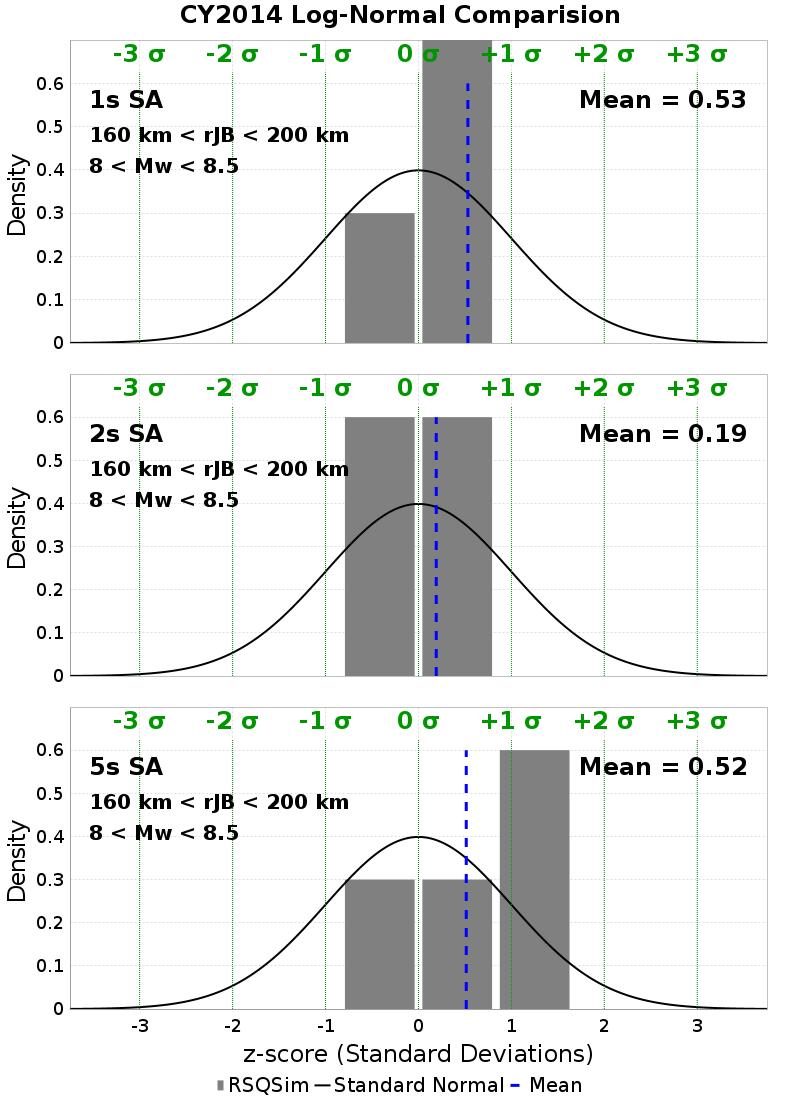 CY2014 Log-Normal Comparision
-3 σ -2 σ -1 σ 0 σ +1 σ +2 σ +3 σ
0.6
1s SA Mean = 0.53
0.5
160 km < rJB < 200 km
8 < Mw < 8.5
0.4
0.3
0.2
0.1
0
Density
-3 σ -2 σ -1 σ 0 σ +1 σ +2 σ +3 σ
0.6
2s SA Mean = 0.19
0.5
160 km < rJB < 200 km
8 < Mw < 8.5
0.4
0.3
0.2
0.1
0
Density
-3 σ -2 σ -1 σ 0 σ +1 σ +2 σ +3 σ
0.6
5s SA Mean = 0.52
0.5
160 km < rJB < 200 km
8 < Mw < 8.5
0.4
0.3
0.2
0.1
0
Density
-3 -2 -1 0 1 2 3
z-score (Standard Deviations)
RSQSim Standard Normal Mean